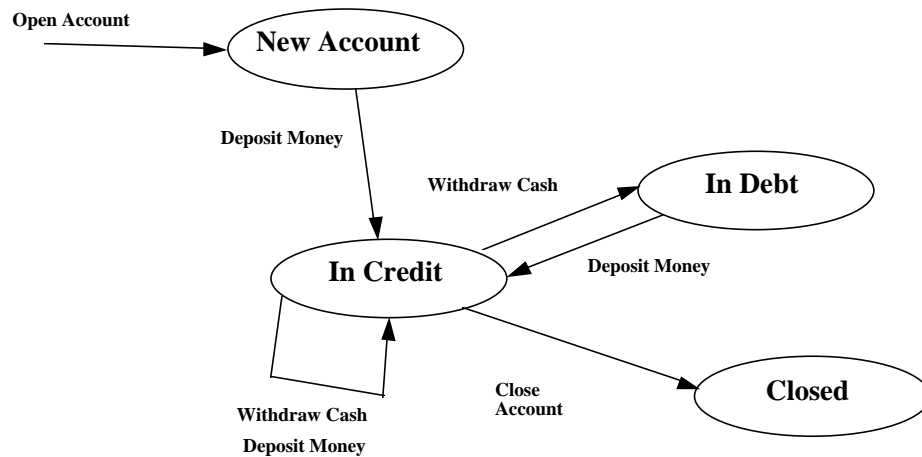 Open Account
New Account
Deposit Money
Withdraw Cash
In Debt
Deposit Money
In Credit
Close
Account
Closed
Withdraw Cash
Deposit Money